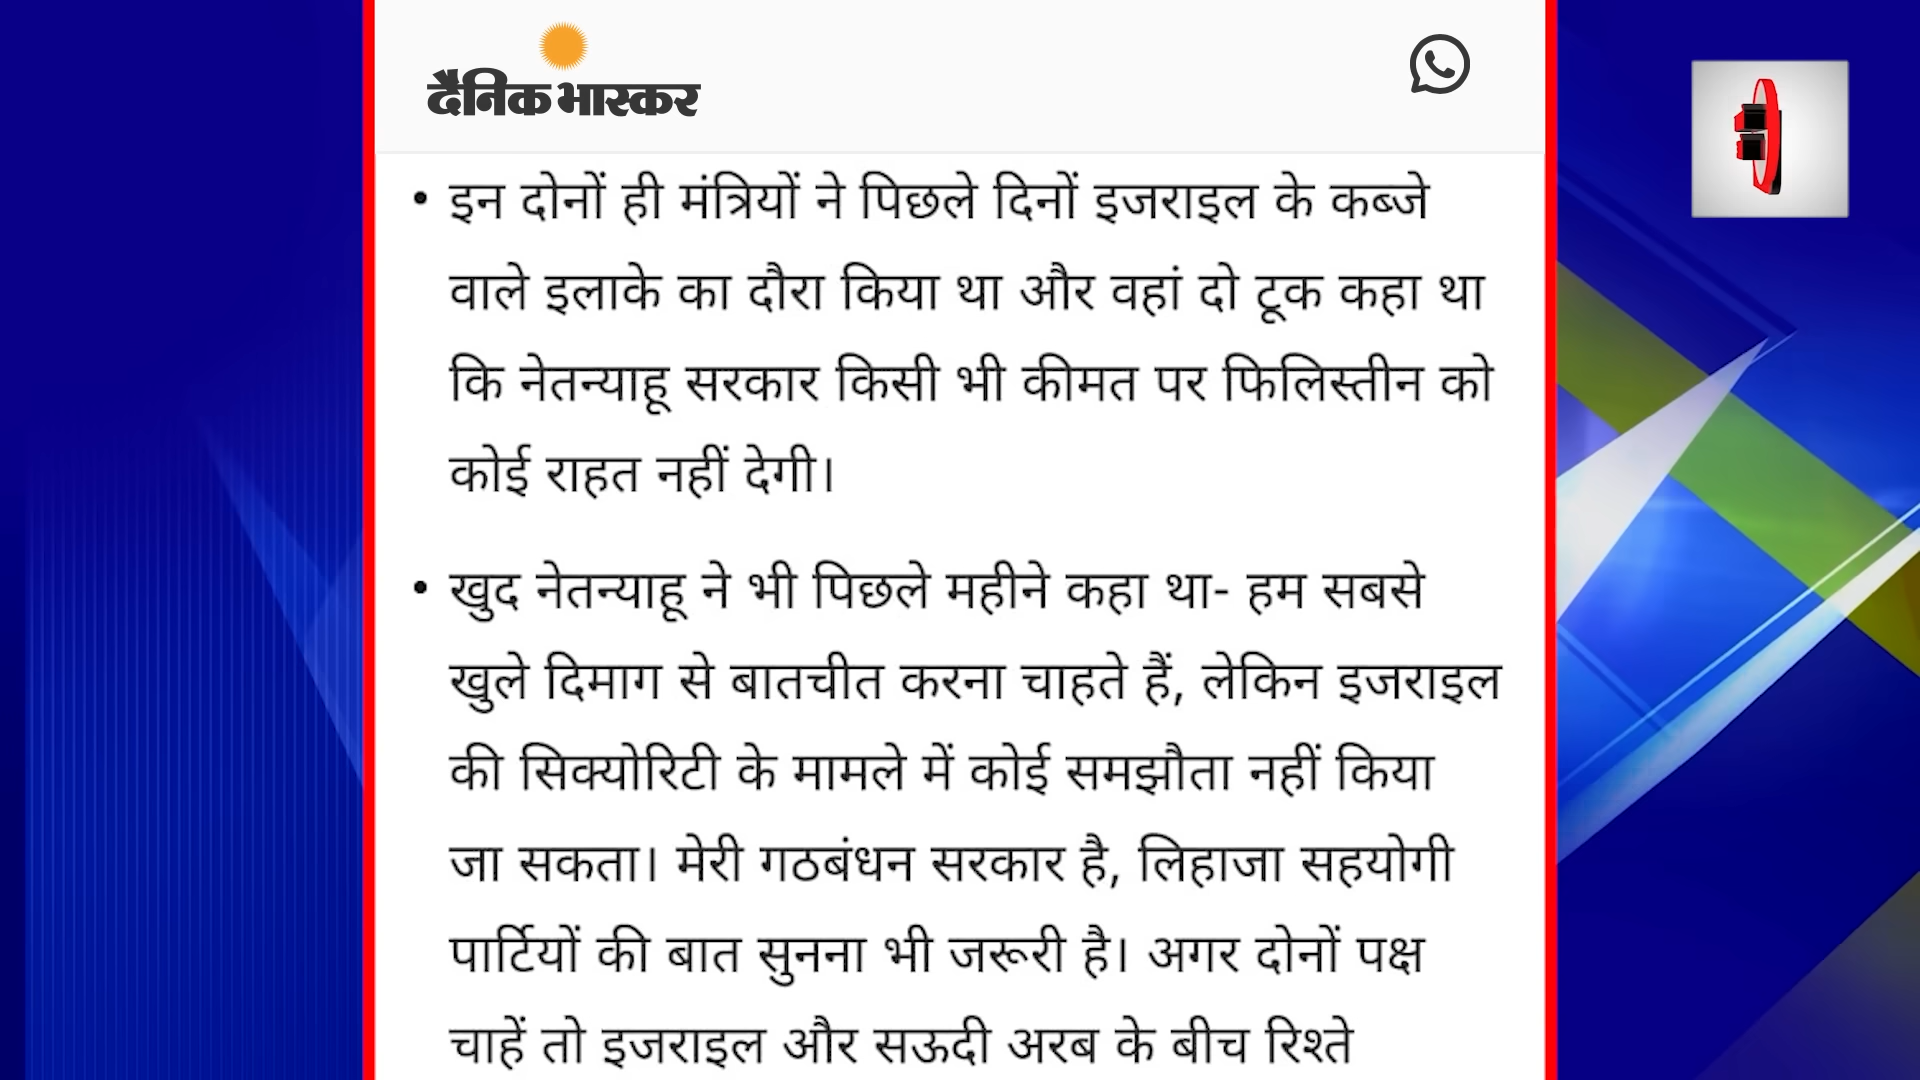 दैनिक भास्कर
• इन दोनों ही मंत्रियों ने पिछले दिनों इजराइल के कब्जे
वाले इलाके का दौरा किया था और वहां दो टूक कहा था
कि नेतन्याहू सरकार किसी भी कीमत पर फिलिस्तीन को
कोई राहत नहीं देगी।
• खुद नेतन्याहू ने भी पिछले महीने कहा था- हम सबसे
खुले दिमाग से बातचीत करना चाहते हैं, लेकिन इजराइल
की सिक्योरिटी के मामले में कोई समझौता नहीं किया
जा सकता। मेरी गठबंधन सरकार है, लिहाजा सहयोगी
पार्टियों की बात सुनना भी जरूरी है। अगर दोनों पक्ष
चाहें तो इजराइल और सऊदी अरब के बीच रिश्ते